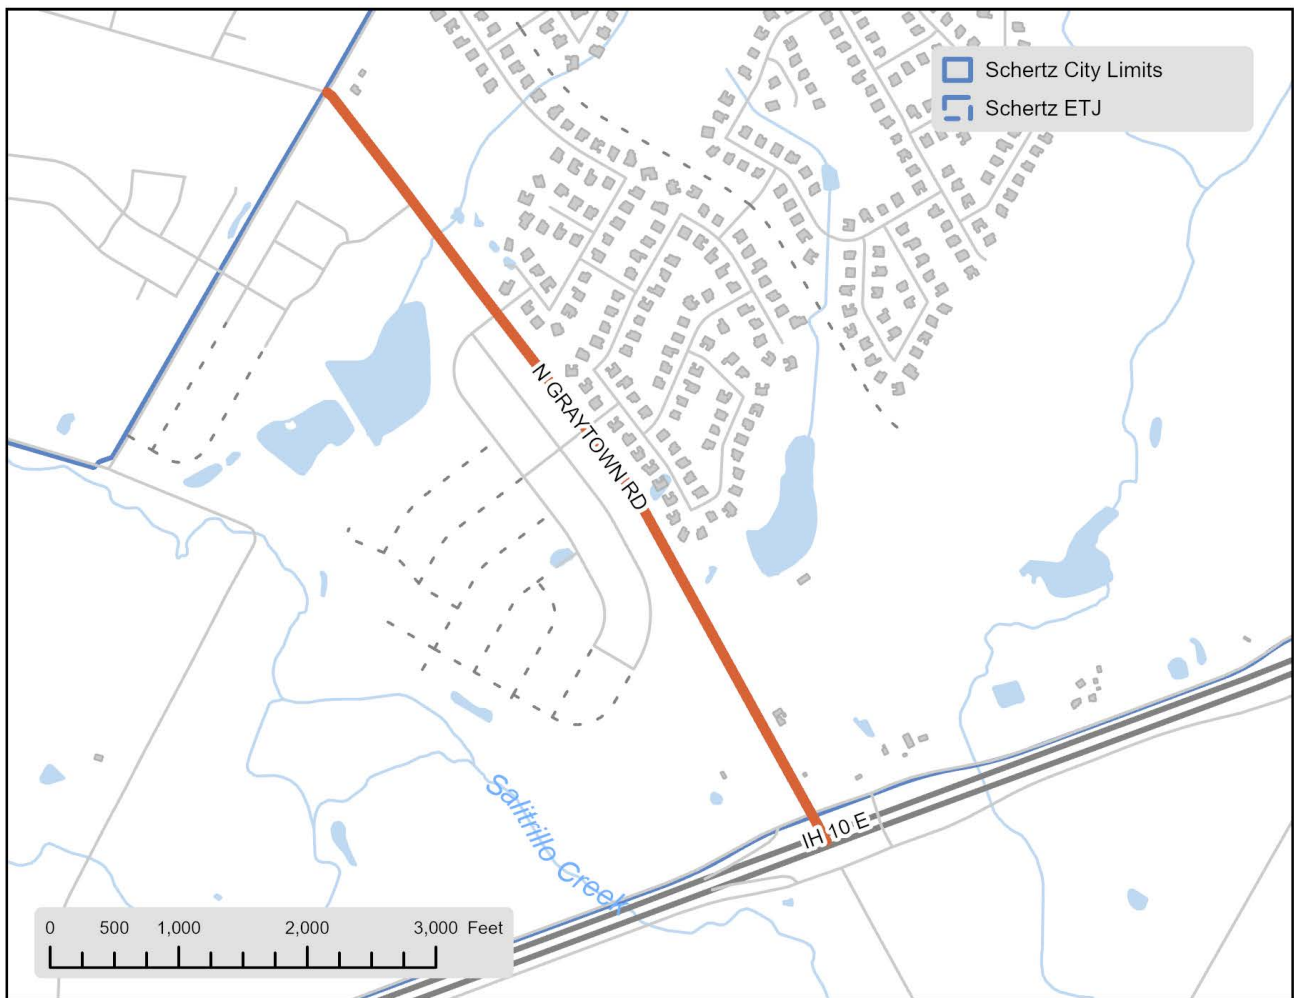 Schertz City Limits
Schertz ETJ
N GRAYTOWN RD
IH 10 E
Salitrillo Creek
0 500 1,000 2,000 3,000 Feet